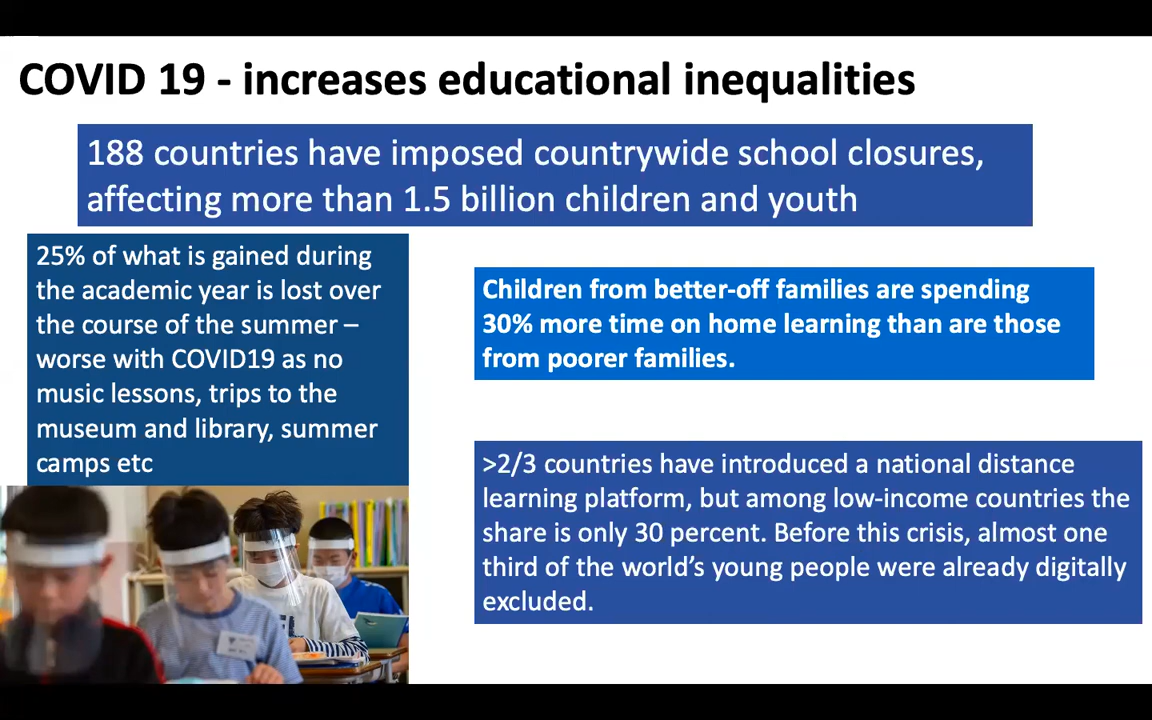 COVID 19 - increases educational inequalities
188 countries have imposed countrywide school closures,
affecting more than 1.5 billion children and youth
25% of what is gained during
the academic year is lost over
the course of the summer –
worse with COVID19 as no
music lessons, trips to the
museum and library, summer
camps etc
Children from better-off families are spending
30% more time on home learning than are those
from poorer families.
>2/3 countries have introduced a national distance
learning platform, but among low-income countries the
share is only 30 percent. Before this crisis, almost one
third of the world’s young people were already digitally
excluded.